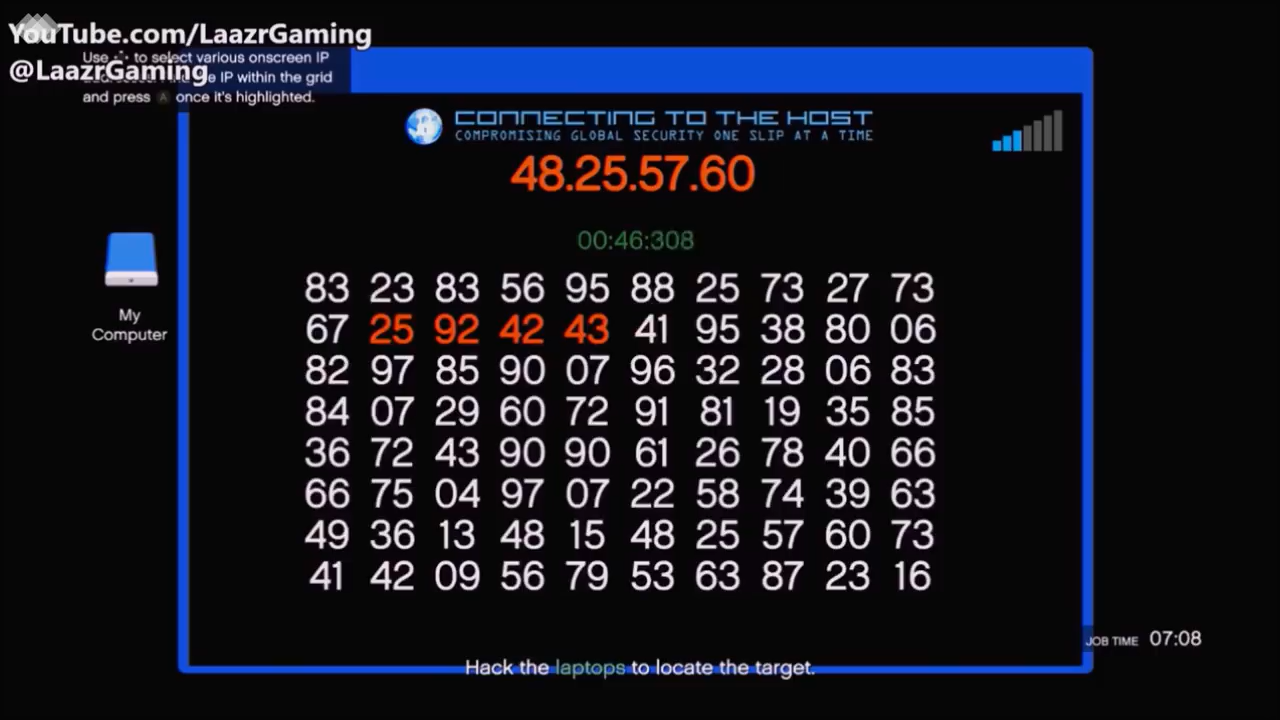 YouTube.com/LaazrGaming
Use to select various onscreen IP
@LaazrGaming IP within the grid
and press A once it's highlighted.
CONNECTING TO THE HOST
COMPROMISING GLOBAL SECURITY ONE SLIP AT A TIME
48.25.57.60
00:46:308
83 23 83 56 95 88 25 73 27 73
67 25 92 42 43 41 95 38 80 06
82 97 85 90 07 96 32 28 06 83
84 07 29 60 72 91 81 19 35 85
36 72 43 90 90 61 26 78 40 66
66 75 04 97 07 22 58 74 39 63
49 36 13 48 15 48 25 57 60 73
41 42 09 56 79 53 63 87 23 16
My
Computer
JOB TIME 07:08
Hack the laptops to locate the target.